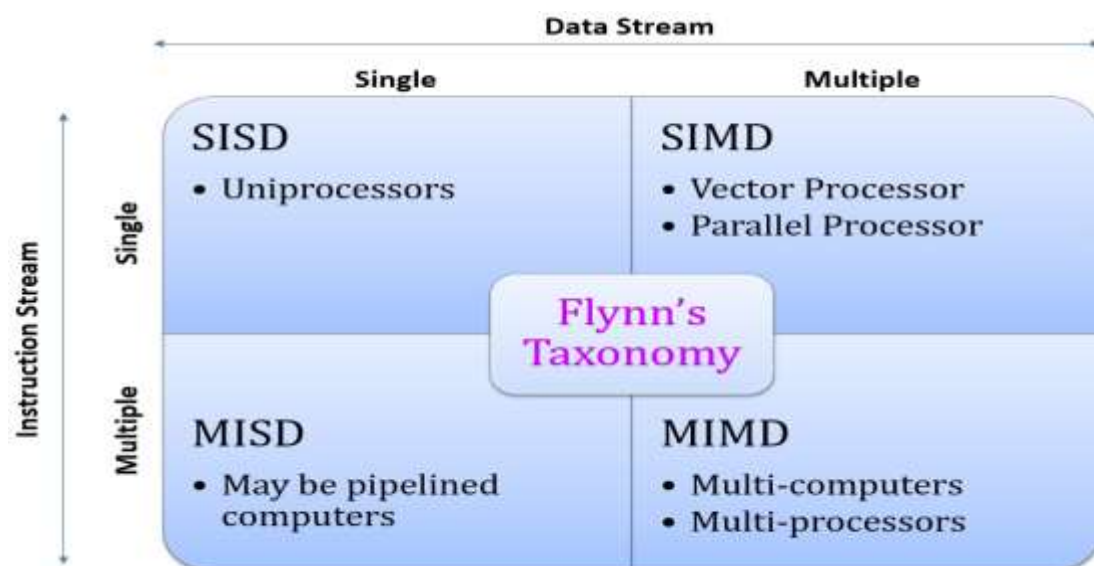 Data Stream
Single
Multiple
Instruction Stream
Single
Multiple
SISD
• Uniprocessors
SIMD
• Vector Processor
• Parallel Processor
Flynn's
Taxonomy
MISD
• May be pipelined
computers
MIMD
• Multi-computers
• Multi-processors